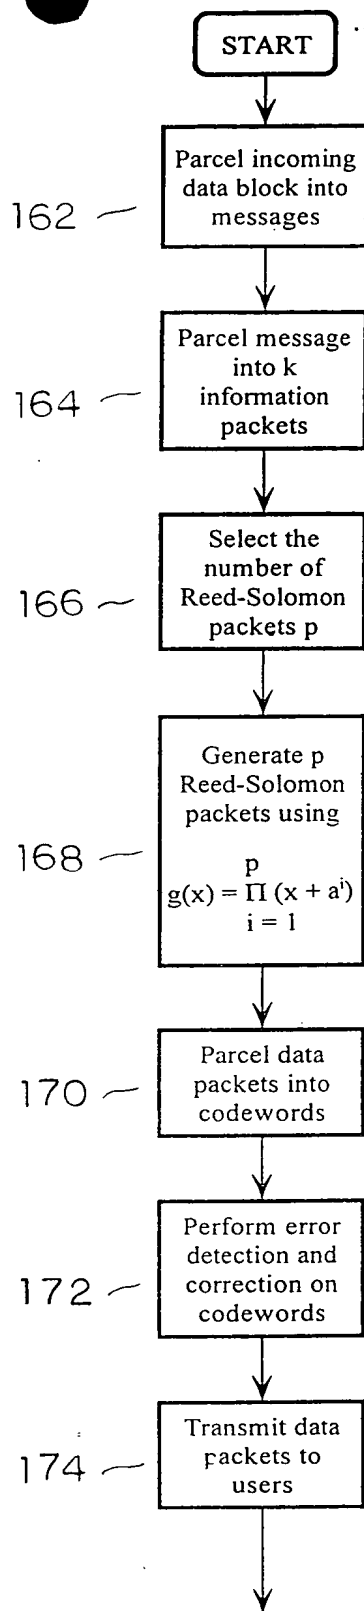 START
162
Parcel incoming
data block into
messages
164
Parcel message
into k
information
packets
166
Select the
number of
Reed-Solomon
packets p
168
Generate p
Reed-Solomon
packets using
p
g(x) = Π (x + aⁱ)
i = 1
170
Parcel data
packets into
codewords
172
Perform error
detection and
correction on
codewords
174
Transmit data
packets to
users